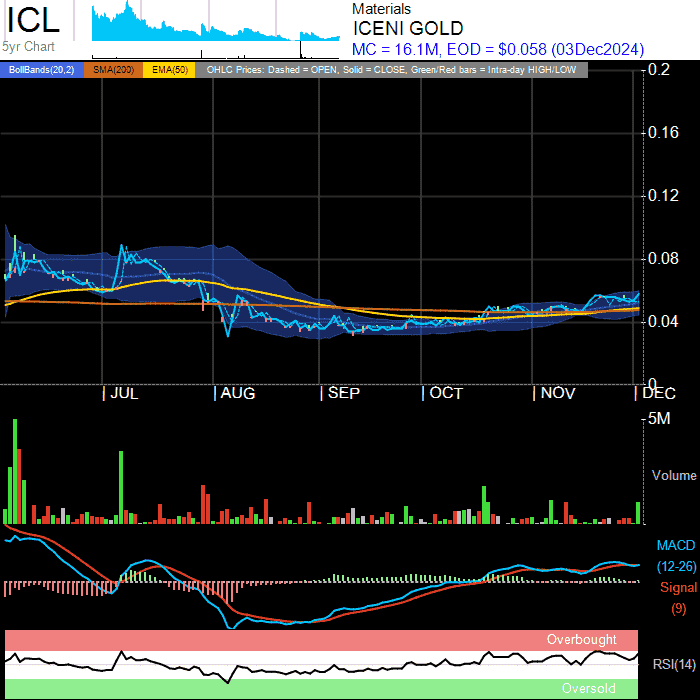 ICL
5yr Chart
Materials
ICENI GOLD
MC = 16.1M, EOD = $0.058 (03Dec2024)
BollBands(20,2) SMA(200) EMA(50) OHLC Prices: Dashed = OPEN, Solid = CLOSE, Green/Red bars = Intra-day HIGH/LOW
0.2
0.16
0.12
0.08
0.04
0
JUL AUG SEP OCT NOV DEC
5M
Volume
MACD
(12-26)
Signal
(9)
Overbought
RSI(14)
Oversold